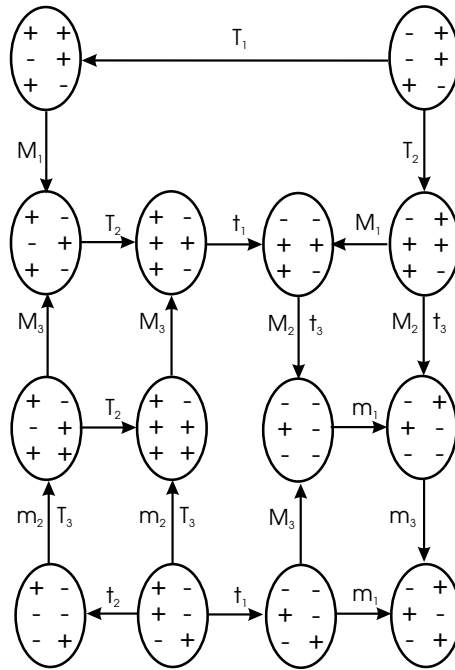 + + - +
T₁
- + - +
+ - + -
M₁ T₂
+ - + - - - - +
T₂ t₁ M₁
- + + + + + + +
+ - + - + - + -
M₃ M₃ M₂ t₃ M₂ t₃
+ - + - - - - +
T₂ m₁
- + + + + - + -
+ + + + - - - -
m₂ T₃ m₂ T₃ M₃ m₃
+ - + - - - - +
t₂ t₁ m₁
- - + - + - + -
- + - + - + - +